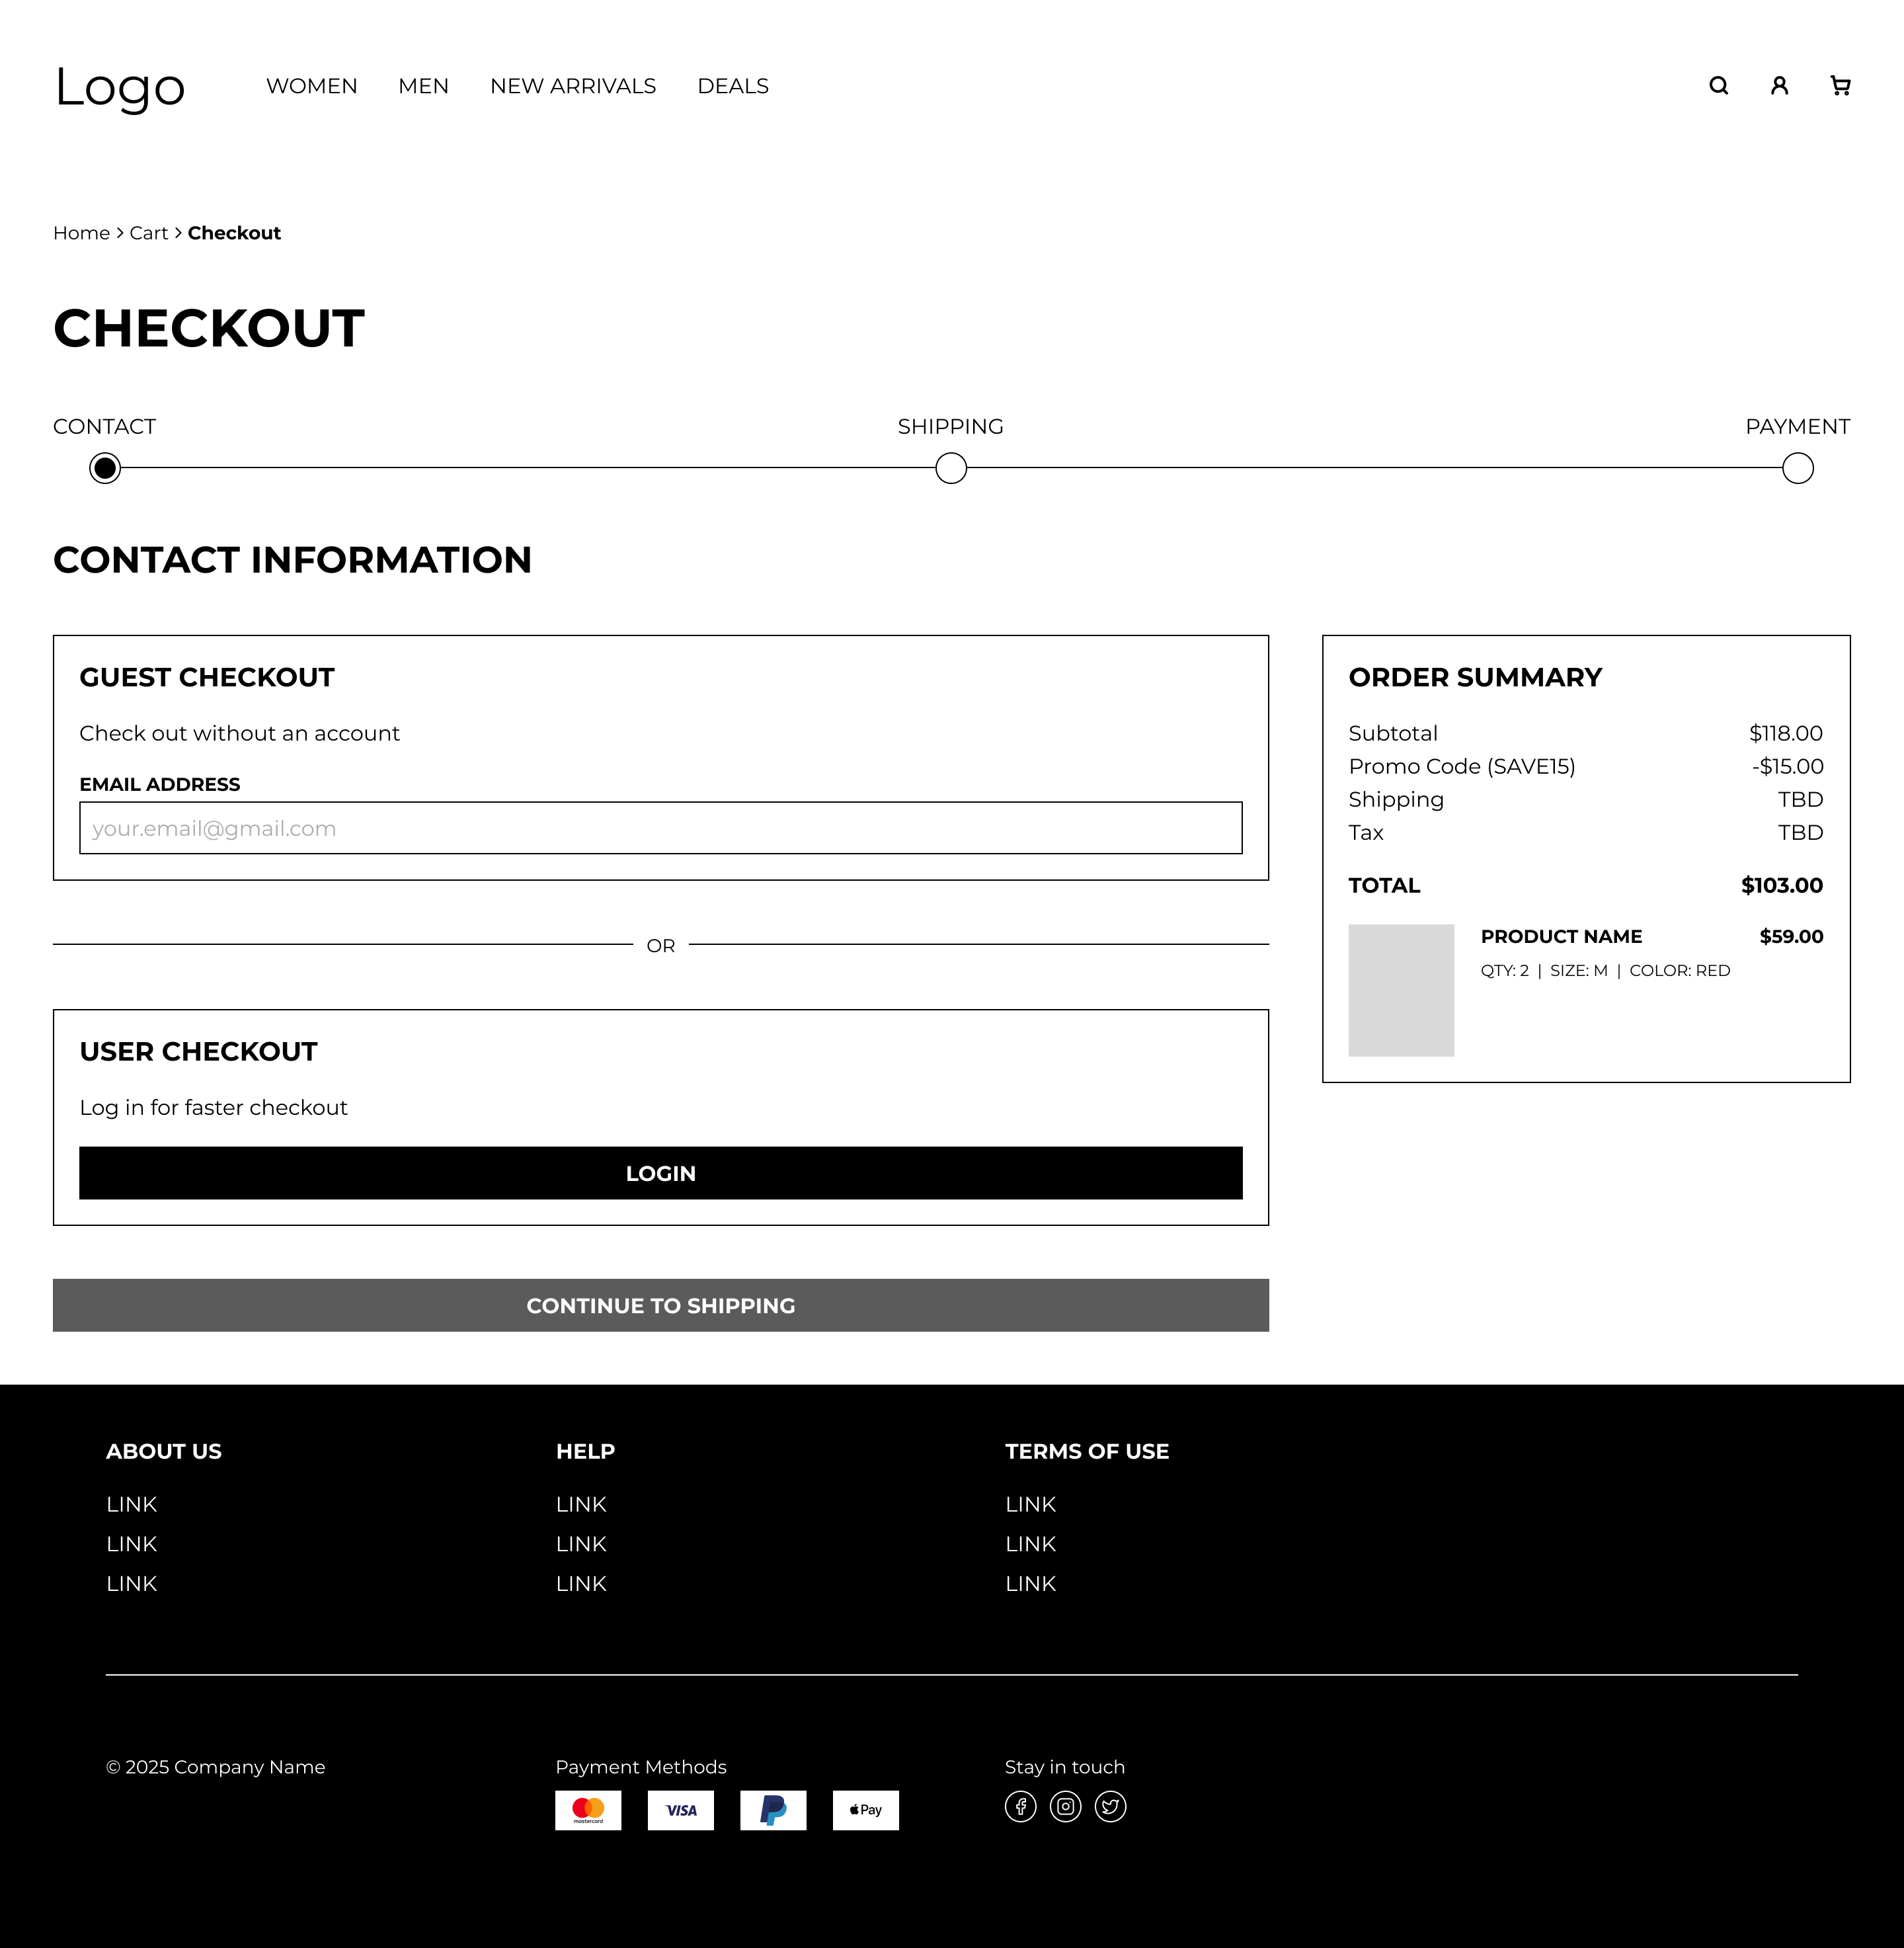 Logo WOMEN MEN NEW ARRIVALS DEALS
Home > Cart > Checkout
CHECKOUT
CONTACT SHIPPING PAYMENT
CONTACT INFORMATION
GUEST CHECKOUT
Check out without an account
EMAIL ADDRESS
your.email@gmail.com
OR
USER CHECKOUT
Log in for faster checkout
LOGIN
CONTINUE TO SHIPPING
ORDER SUMMARY
Subtotal $118.00
Promo Code (SAVE15) -$15.00
Shipping TBD
Tax TBD
TOTAL $103.00
PRODUCT NAME $59.00
QTY: 2 | SIZE: M | COLOR: RED
ABOUT US
LINK
LINK
LINK
HELP
LINK
LINK
LINK
TERMS OF USE
LINK
LINK
LINK
© 2025 Company Name
Payment Methods
mastercard VISA P Pay
Stay in touch